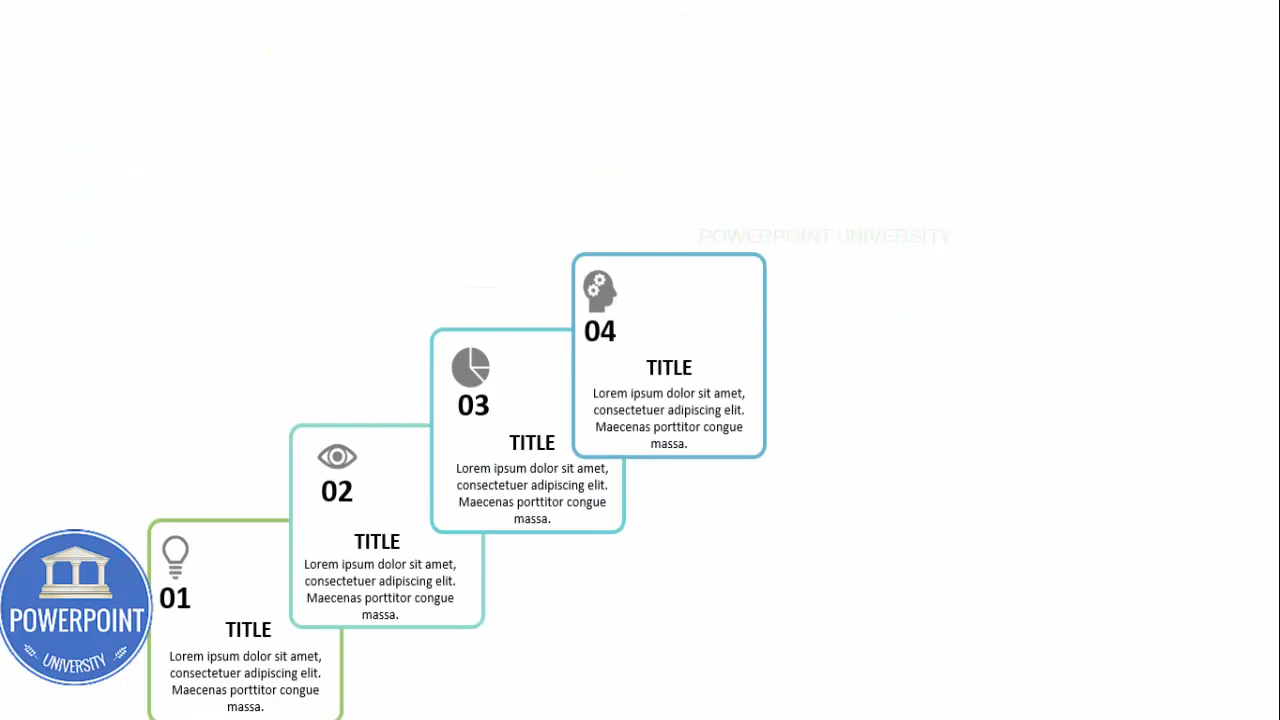 POWERPOINT UNIVERSITY
04
TITLE
Lorem ipsum dolor sit amet,
consectetuer adipiscing elit.
Maecenas porttitor congue
massa.
03
TITLE
Lorem ipsum dolor sit amet,
consectetuer adipiscing elit.
Maecenas porttitor congue
massa.
02
TITLE
Lorem ipsum dolor sit amet,
consectetuer adipiscing elit.
Maecenas porttitor congue
massa.
01
TITLE
Lorem ipsum dolor sit amet,
consectetuer adipiscing elit.
Maecenas porttitor congue
massa.
POWERPOINT
UNIVERSITY